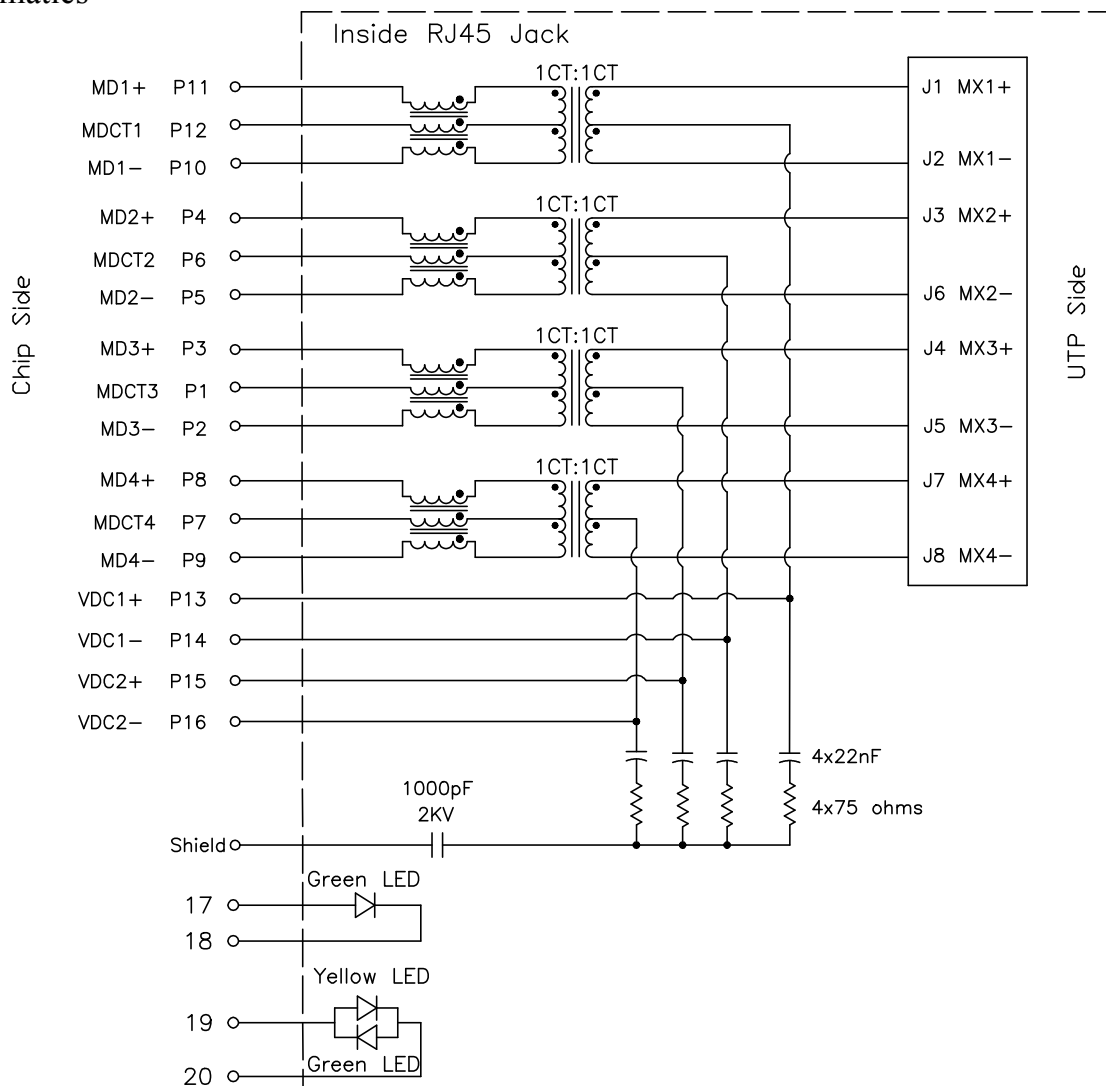 Inside RJ45 Jack
1CT:1CT
MD1+ P11
J1 MX1+
MDCT1 P12
MD1- P10
J2 MX1-
1CT:1CT
MD2+ P4
J3 MX2+
MDCT2 P6
MD2- P5
J6 MX2-
Chip Side
UTP Side
1CT:1CT
MD3+ P3
J4 MX3+
MDCT3 P1
MD3- P2
J5 MX3-
1CT:1CT
MD4+ P8
J7 MX4+
MDCT4 P7
MD4- P9
J8 MX4-
VDC1+ P13
VDC1- P14
VDC2+ P15
VDC2- P16
4x22nF
1000pF
2KV
4x75 ohms
Shield
Green LED
17
18
Yellow LED
19
Green LED
20